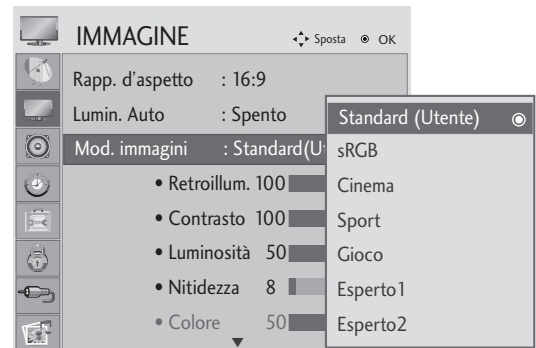 IMMAGINE
Sposta OK
Rapp. d'aspetto : 16:9
Lumin. Auto : Spento
Mod. immagini : Standard(U
• Retroillum. 100
• Contrasto 100
• Luminosità 50
• Nitidezza 8
• Colore 50
Standard (Utente)
sRGB
Cinema
Sport
Gioco
Esperto1
Esperto2